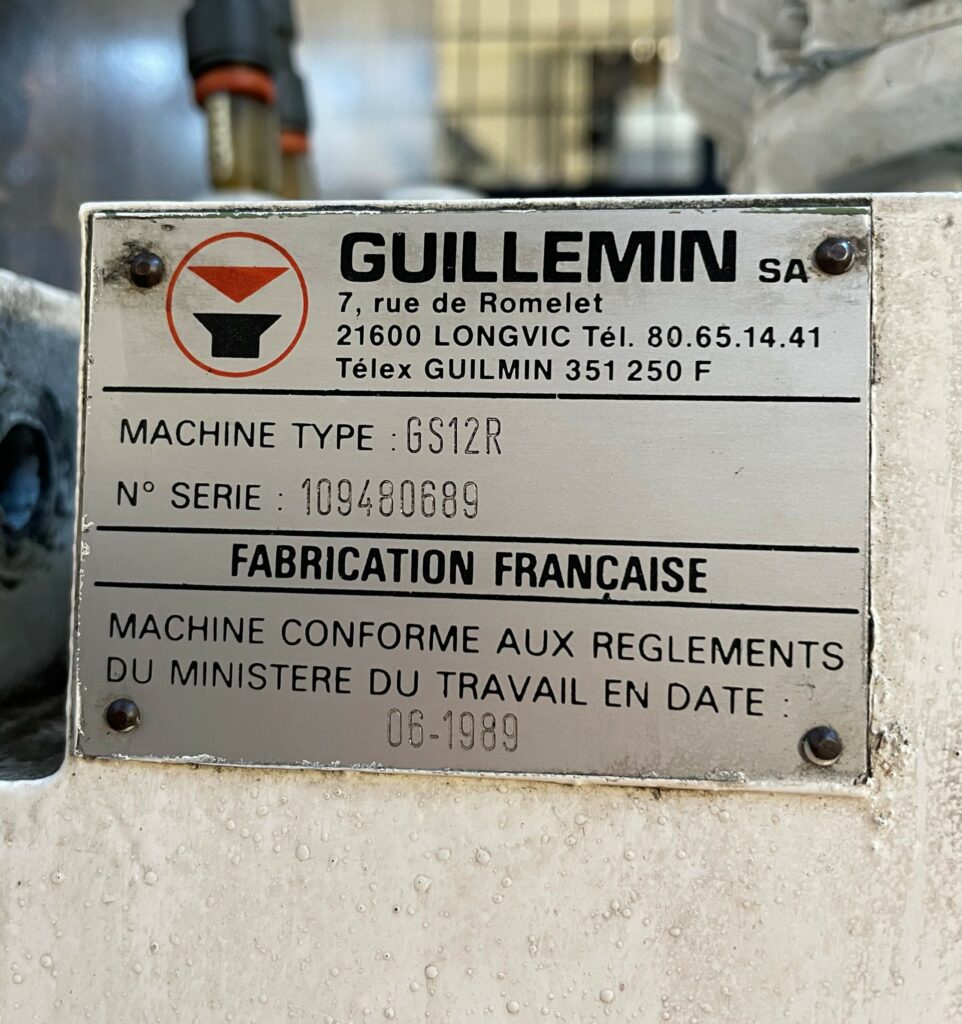 GUILLEMIN SA
7, rue de Romelet
21600 LONGVIC Tél. 80.65.14.41
Télex GUILMIN 351 250 F
MACHINE TYPE : GS12R
N° SERIE : 109480689
FABRICATION FRANÇAISE
MACHINE CONFORME AUX REGLEMENTS
DU MINISTERE DU TRAVAIL EN DATE :
06-1989